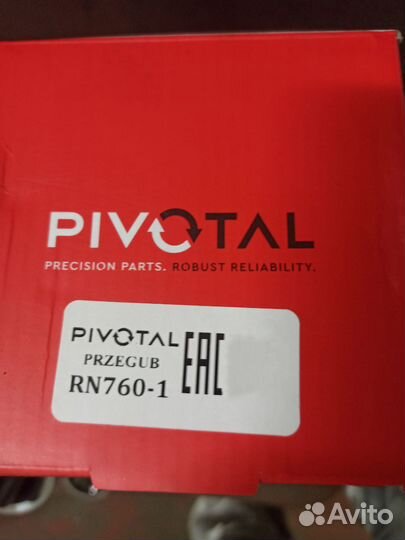 PIVOTAL
PRECISION PARTS. ROBUST RELIABILITY.
PIVOTAL
PRZEGUB
RN760-1
EAC
Avito